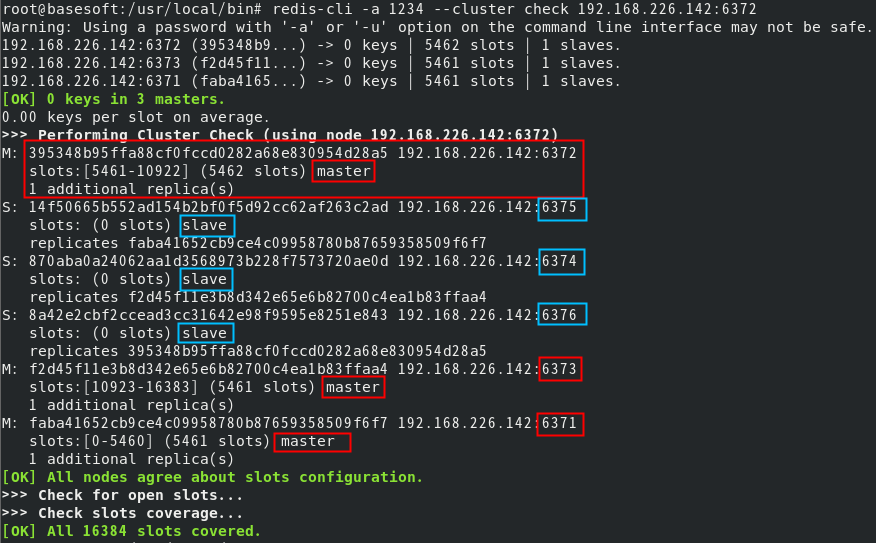 root@basesoft:/usr/local/bin# redis-cli -a 1234 --cluster check 192.168.226.142:6372
Warning: Using a password with '-a' or '-u' option on the command line interface may not be safe.
192.168.226.142:6372 (395348b9...) -> 0 keys | 5462 slots | 1 slaves.
192.168.226.142:6373 (f2d45f11...) -> 0 keys | 5461 slots | 1 slaves.
192.168.226.142:6371 (faba4165...) -> 0 keys | 5461 slots | 1 slaves.
[OK] 0 keys in 3 masters.
0.00 keys per slot on average.
>>> Performing Cluster Check (using node 192.168.226.142:6372)
M: 395348b95ffa88cf0fccd0282a68e830954d28a5 192.168.226.142:6372
   slots:[5461-10922] (5462 slots) master
   1 additional replica(s)
S: 14f50665b552ad154b2bf0f5d92cc62af263c2ad 192.168.226.142:6375
   slots: (0 slots) slave
   replicates faba41652cb9ce4c09958780b87659358509f6f7
S: 870aba0a24062aa1d3568973b228f7573720ae0d 192.168.226.142:6374
   slots: (0 slots) slave
   replicates f2d45f11e3b8d342e65e6b82700c4ea1b83ffaa4
S: 8a42e2cbf2ccead3cc31642e98f9595e8251e843 192.168.226.142:6376
   slots: (0 slots) slave
   replicates 395348b95ffa88cf0fccd0282a68e830954d28a5
M: f2d45f11e3b8d342e65e6b82700c4ea1b83ffaa4 192.168.226.142:6373
   slots:[10923-16383] (5461 slots) master
   1 additional replica(s)
M: faba41652cb9ce4c09958780b87659358509f6f7 192.168.226.142:6371
   slots:[0-5460] (5461 slots) master
   1 additional replica(s)
[OK] All nodes agree about slots configuration.
>>> Check for open slots...
>>> Check slots coverage...
[OK] All 16384 slots covered.